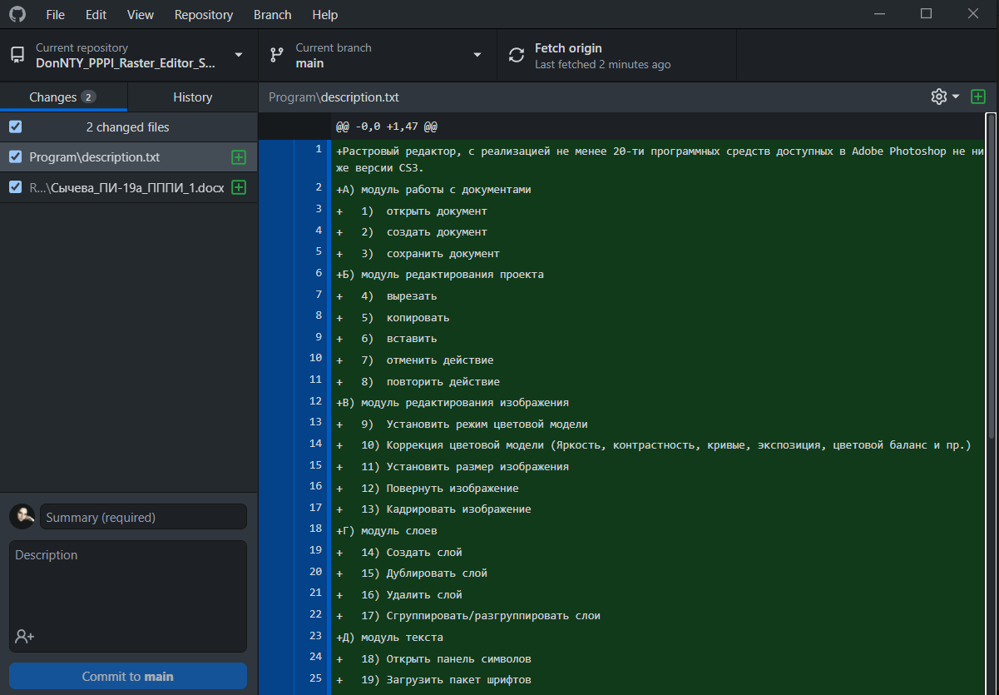 File Edit View Repository Branch Help
Current repository
DonNTY_PPPI_Raster_Editor_S...
Current branch
main
Fetch origin
Last fetched 2 minutes ago
Changes 2
History
Program\description.txt
2 changed files
Program\description.txt
R...\Сычева_ПИ-19а_ПППИ_1.docx
@@ -0,0 +1,47 @@
1 +Растровый редактор, с реализацией не менее 20-ти программных средств доступных в Adobe Photoshop не ни
же версии CS3.
2 +А) модуль работы с документами
3 + 1) открыть документ
4 + 2) создать документ
5 + 3) сохранить документ
6 +Б) модуль редактирования проекта
7 + 4) вырезать
8 + 5) копировать
9 + 6) вставить
10 + 7) отменить действие
11 + 8) повторить действие
12 +В) модуль редактирования изображения
13 + 9) Установить режим цветовой модели
14 + 10) Коррекция цветовой модели (Яркость, контрастность, кривые, экспозиция, цветовой баланс и пр.)
15 + 11) Установить размер изображения
16 + 12) Повернуть изображение
17 + 13) Кадрировать изображение
18 +Г) модуль слоев
19 + 14) Создать слой
20 + 15) Дублировать слой
21 + 16) Удалить слой
22 + 17) Сгруппировать/разгруппировать слои
23 +Д) модуль текста
24 + 18) Открыть панель символов
25 + 19) Загрузить пакет шрифтов
Summary (required)
Description
Commit to main